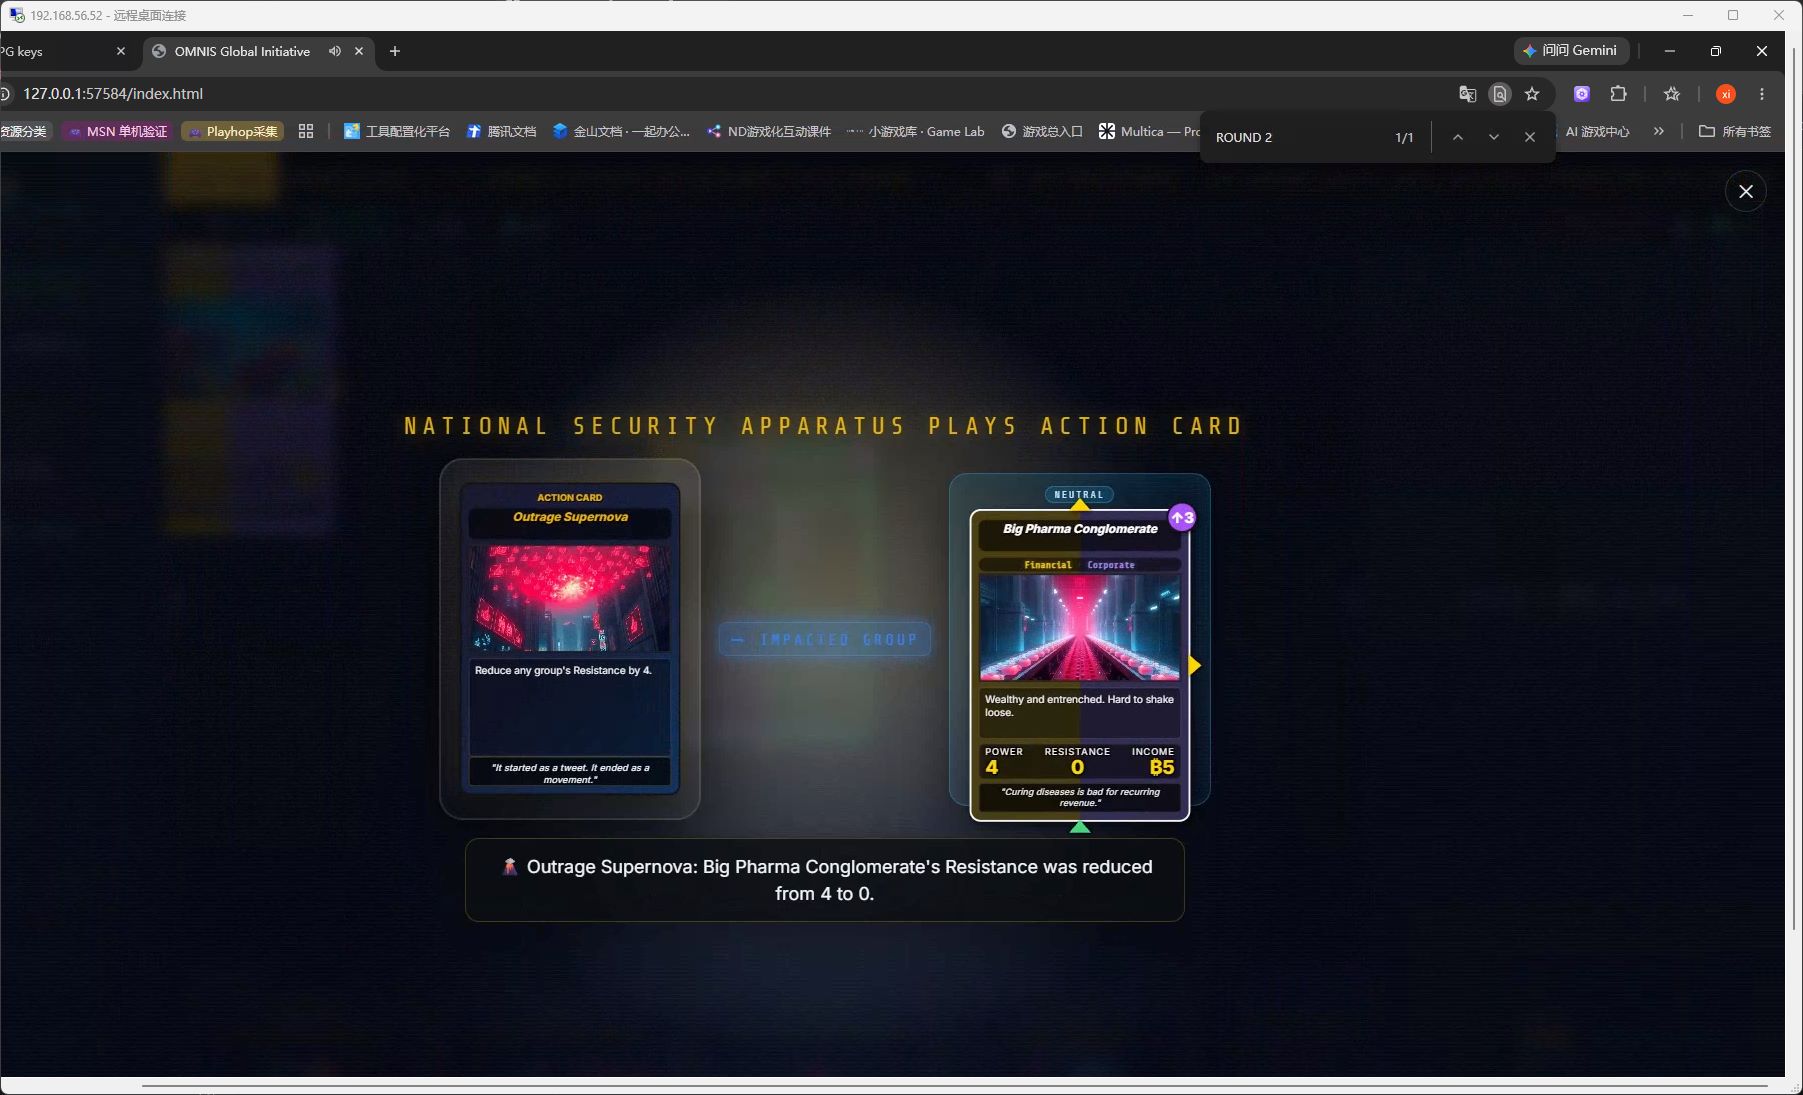 192.168.56.52 - 远程桌面连接
PG keys
OMNIS Global Initiative
问问 Gemini
127.0.0.1:57584/index.html
xi
资源分类
MSN 单机验证
Playhop采集
工具配置化平台
腾讯文档
金山文档 · 一起办公...
ND游戏化互动课件
小游戏库 · Game Lab
游戏总入口
Multica — Pro
AI 游戏中心
所有书签
ROUND 2
1/1
NATIONAL SECURITY APPARATUS PLAYS ACTION CARD
ACTION CARD
Outrage Supernova
Reduce any group's Resistance by 4.
"It started as a tweet. It ended as a
movement."
→ IMPACTED GROUP
NEUTRAL
↑3
Big Pharma Conglomerate
Financial Corporate
Wealthy and entrenched. Hard to shake
loose.
POWER RESISTANCE INCOME
4 0 ₿5
"Curing diseases is bad for recurring
revenue."
Outrage Supernova: Big Pharma Conglomerate's Resistance was reduced
from 4 to 0.